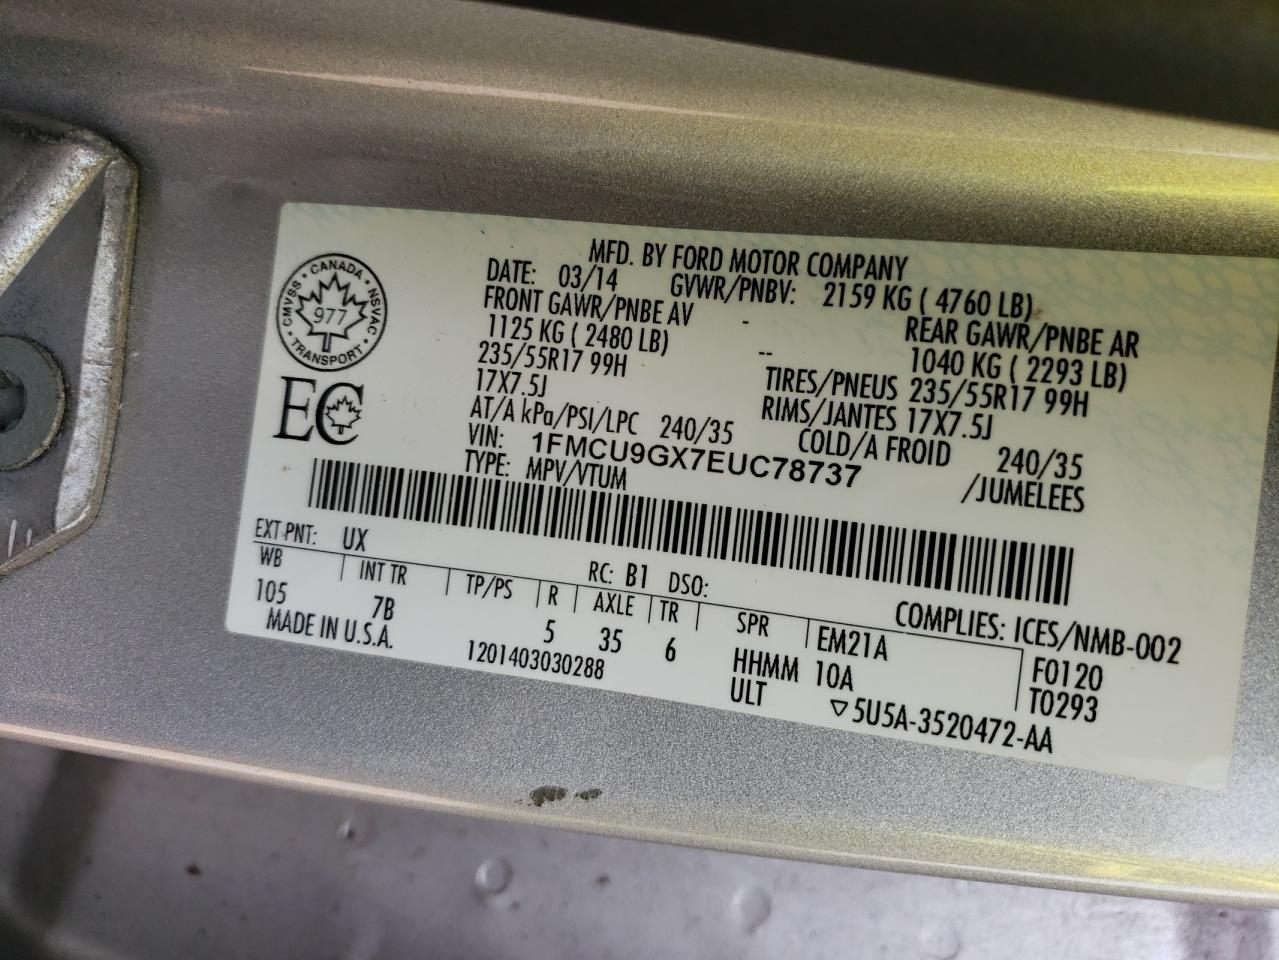 MFD. BY FORD MOTOR COMPANY
DATE: 03/14 GVWR/PNBV: 2159 KG ( 4760 LB)
FRONT GAWR/PNBE AV - REAR GAWR/PNBE AR
1125 KG ( 2480 LB) -- 1040 KG ( 2293 LB)
235/55R17 99H TIRES/PNEUS 235/55R17 99H
17X7.5J RIMS/JANTES 17X7.5J
AT/A kPa/PSI/LPC 240/35 COLD/A FROID 240/35
VIN: 1FMCU9GX7EUC78737 /JUMELEES
TYPE: MPV/VTUM
CANADA
CMVSS NSVAC
977
TRANSPORT
EC
EXT PNT: UX RC: B1 DSO:
COMPLIES: ICES/NMB-002
WB INT TR TP/PS R AXLE TR SPR EM21A F0120
105 7B 5 35 6 HHMM 10A T0293
MADE IN U.S.A. 1201403030288 ULT ▽5U5A-3520472-AA